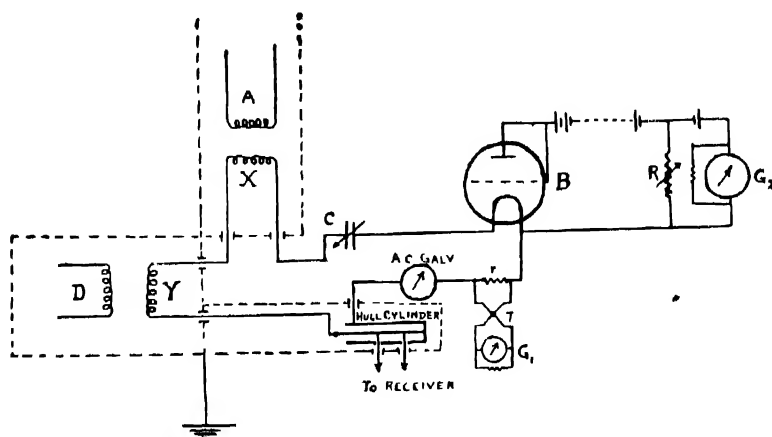 A
X
C
B
R
G2
D
Y
AC GALV
r
T
G1
HULL CYLINDER
TO RECEIVER